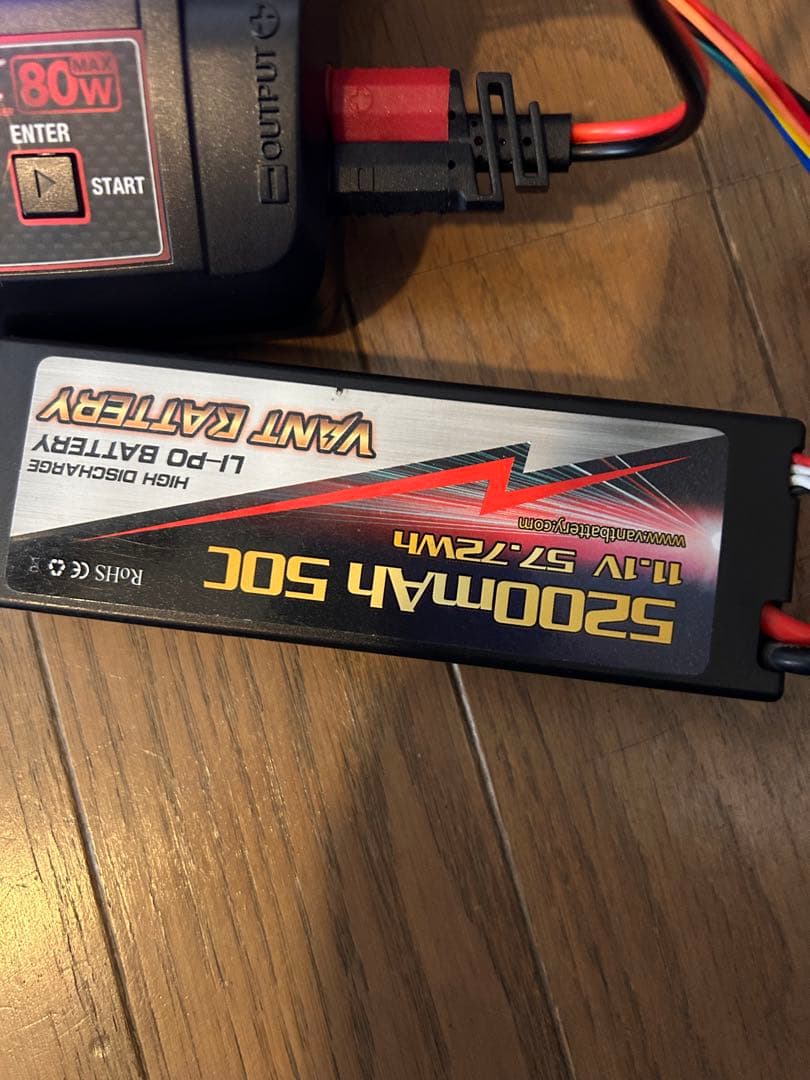 80W
MAX
ENTER
START
OUTPUT
VANT BATTERY
LI-PO BATTERY
HIGH DISCHARGE
www.vantbattery.com
11.1V 57.72Wh
5200mAh 50C
RoHS CE